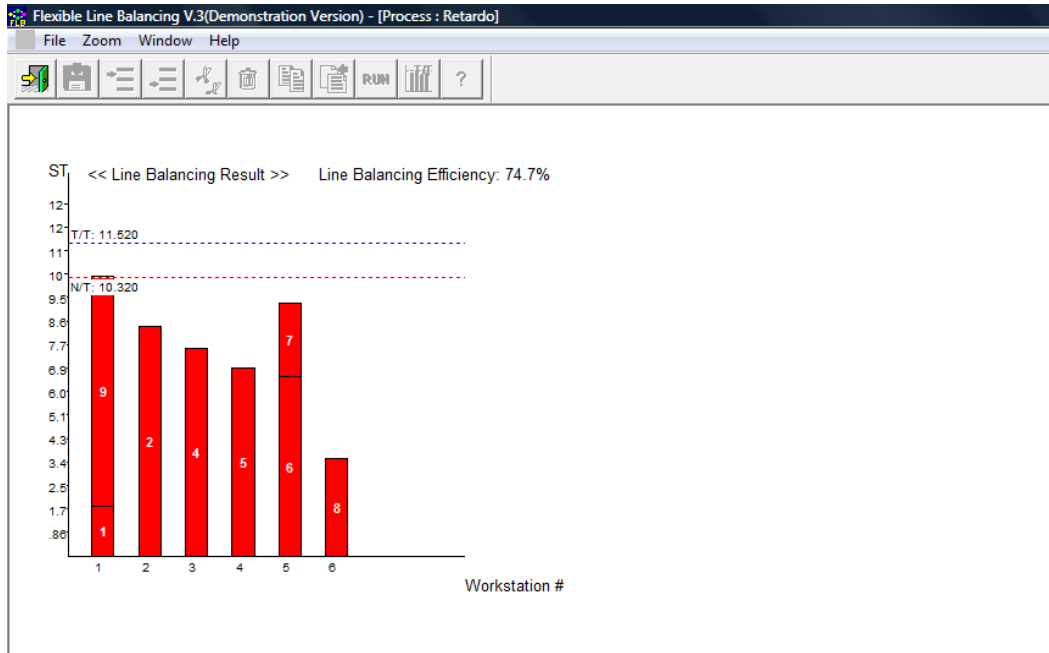 Flexible Line Balancing V.3(Demonstration Version) - [Process : Retardo]
File Zoom Window Help
RUN ?
ST << Line Balancing Result >> Line Balancing Efficiency: 74.7%
12
12
T/T: 11.520
11
10
N/T: 10.320
9.5
8.6
7.7
7
6.9
6.0
9
5.1
4.3
2
3.4
4
5
6
2.5
1.7
8
.86
1
1 2 3 4 5 6
Workstation #